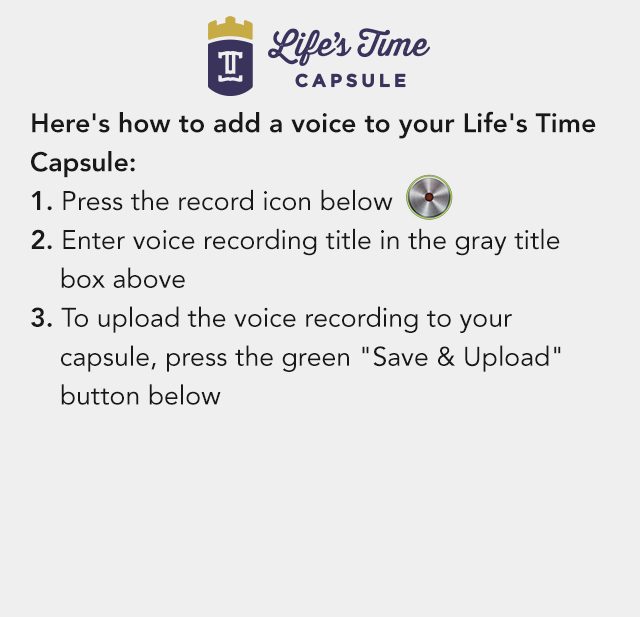 Life's Time
CAPSULE
Here's how to add a voice to your Life's Time
Capsule:
1. Press the record icon below
2. Enter voice recording title in the gray title
box above
3. To upload the voice recording to your
capsule, press the green "Save & Upload"
button below